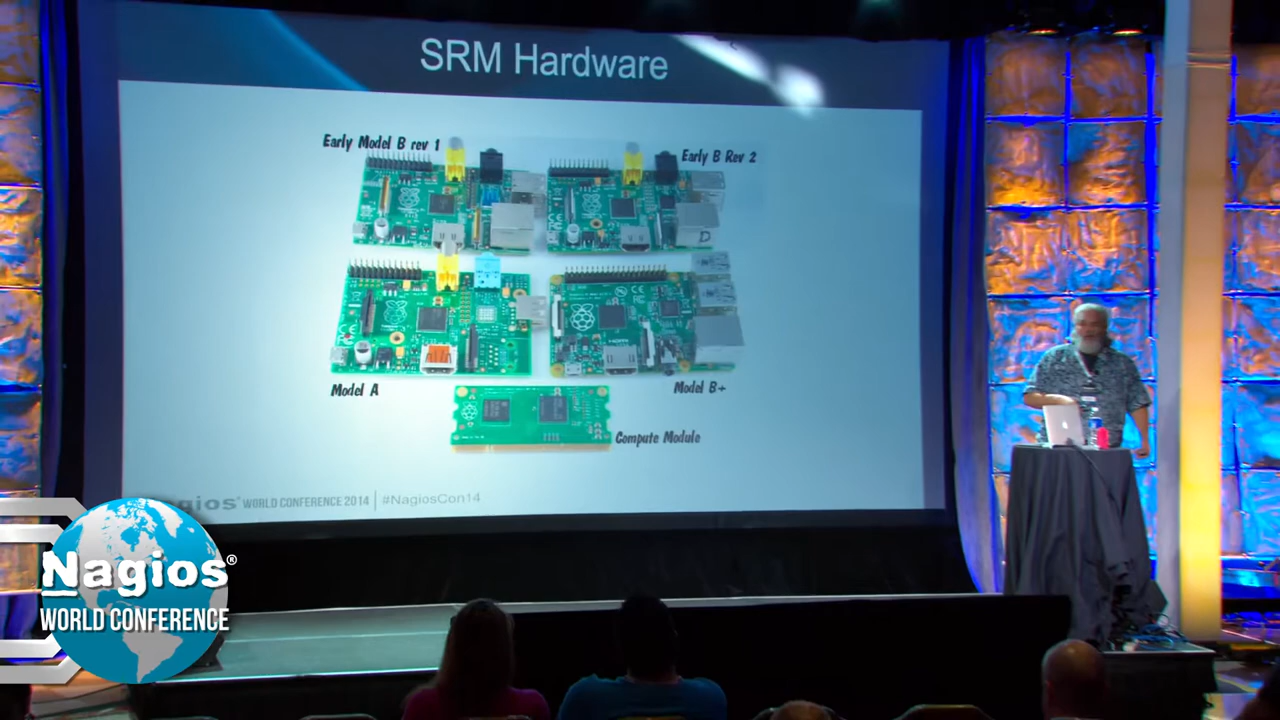 SRM Hardware
Early Model B rev 1
Early B Rev 2
D
Model A
Model B+
Compute Module
Nagios® WORLD CONFERENCE 2014 | #NagiosCon14
Nagios®
WORLD CONFERENCE